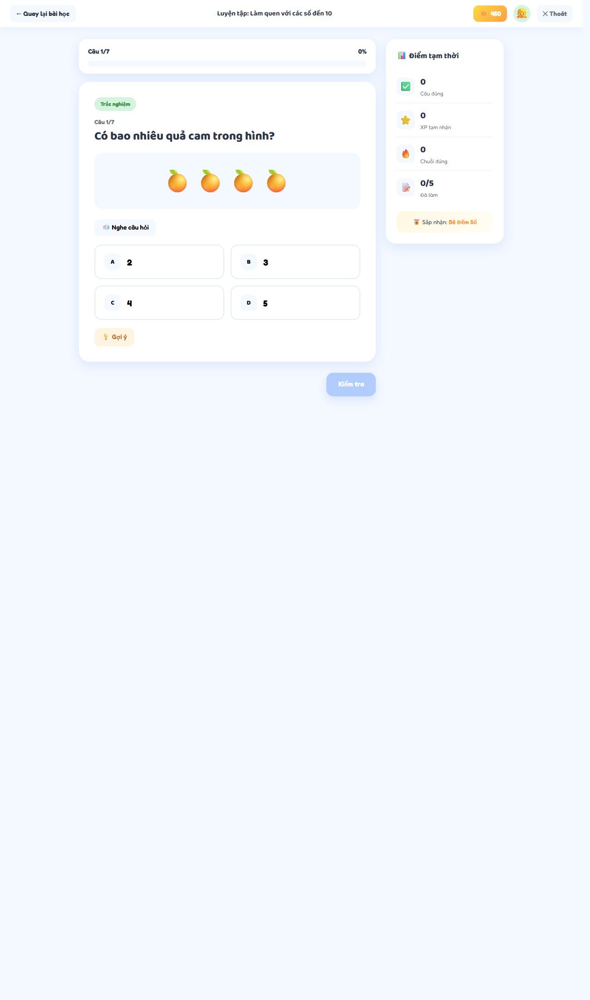 ← Quay lại bài học
Luyện tập: Làm quen với các số đến 10
450
× Thoát
Câu 1/7
0%
Trắc nghiệm
Câu 1/7
Có bao nhiêu quả cam trong hình?
Nghe câu hỏi
A 2
B 3
C 4
D 5
Gợi ý
Kiểm tra
Điểm tạm thời
0
Câu đúng
0
XP tạm nhận
0
Chuỗi đúng
0/5
Đã làm
Sắp nhận: Bé Đếm Số